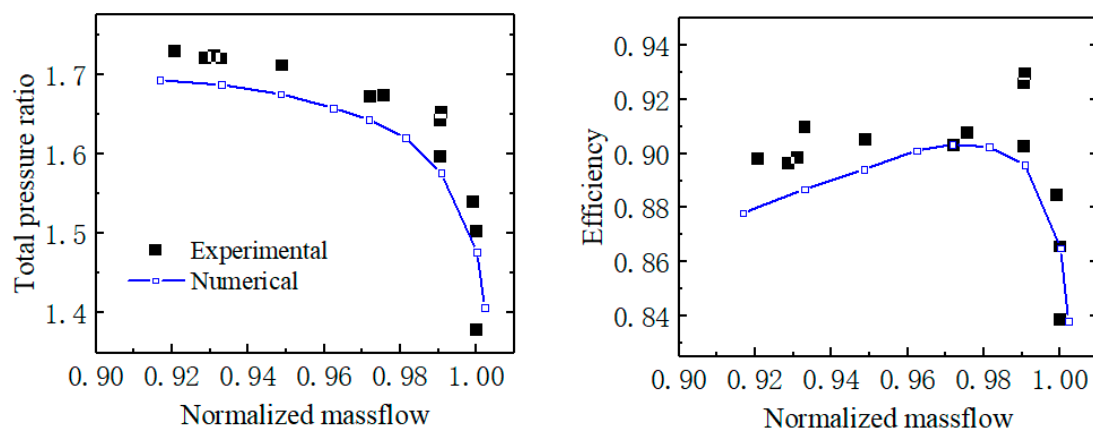 Total pressure ratio
1.7
1.6
1.5
1.4
Experimental
Numerical
0.90 0.92 0.94 0.96 0.98 1.00
Normalized massflow
Efficiency
0.94
0.92
0.90
0.88
0.86
0.84
0.90 0.92 0.94 0.96 0.98 1.00
Normalized massflow